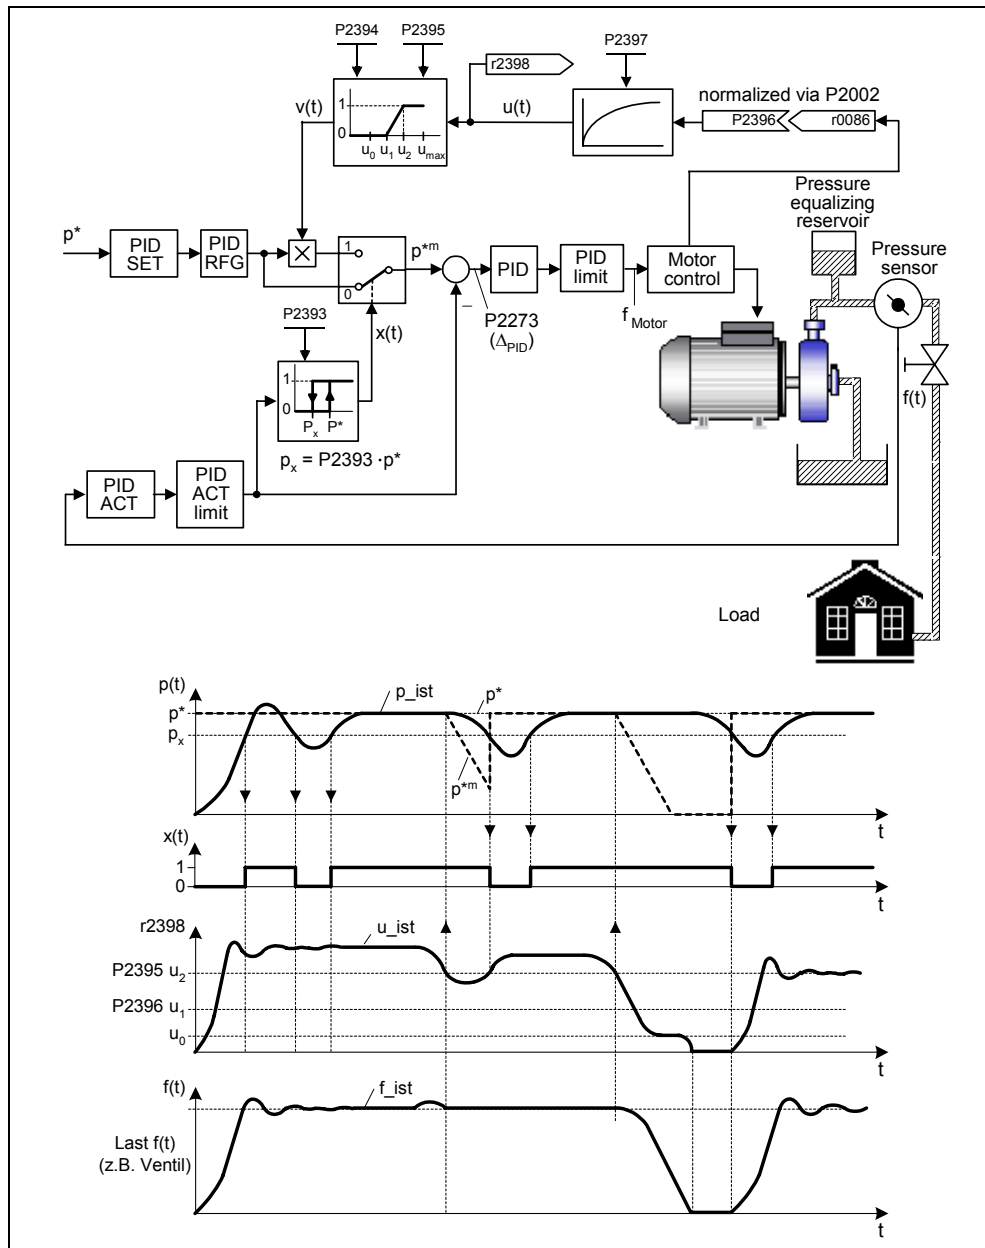 P2394 P2395
P2397
r2398
v(t)
1
0
u0 u1 u2 umax
u(t)
normalized via P2002
P2396 r0086
Pressure
equalizing
reservoir
Pressure
sensor
p*
PID
SET
PID
RFG
X
1
0
p*m
x(t)
–
PID
PID
limit
Motor
control
P2273
(ΔPID)
fMotor
f(t)
P2393
1
0
Px P*
px = P2393 · p*
PID
ACT
PID
ACT
limit
Load
p(t)
p_ist
p*
p*
px
p*m
t
x(t)
1
0
t
r2398
u_ist
P2395 u2
P2396 u1
u0
t
f(t)
f_ist
Last f(t)
(z.B. Ventil)
t